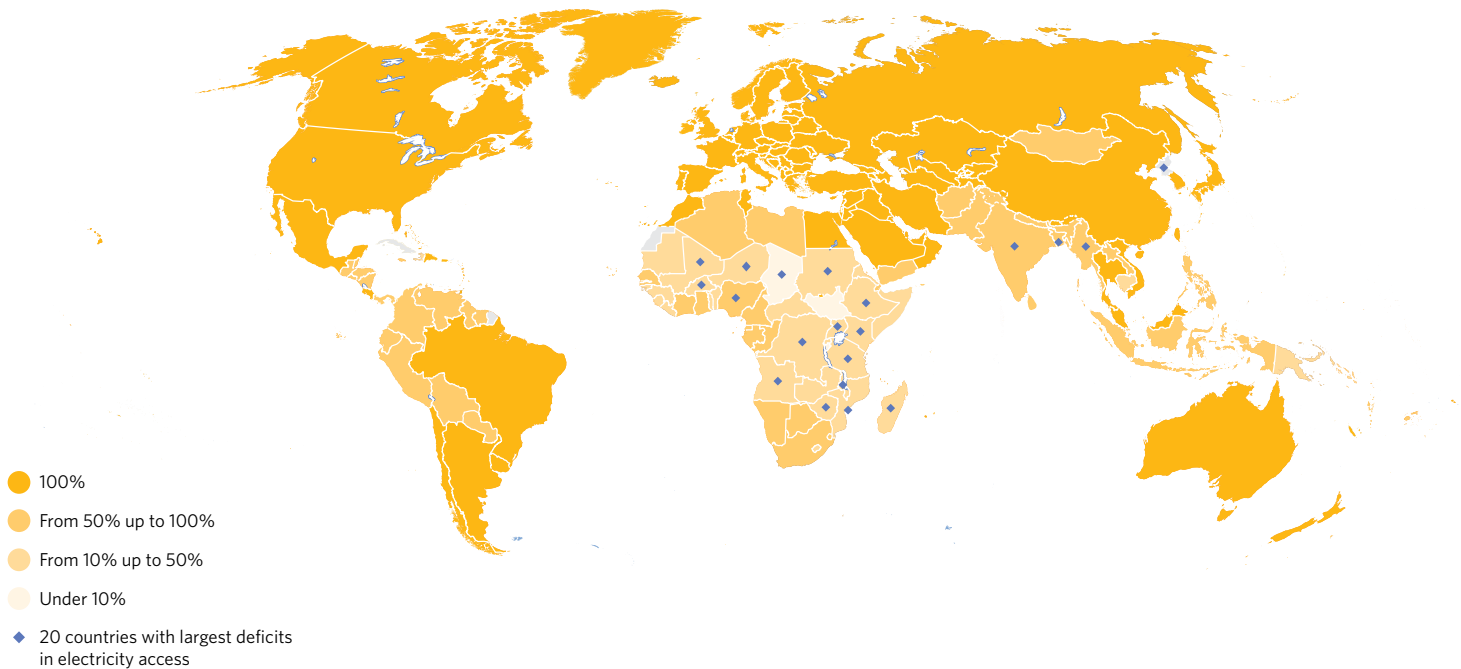 100%
From 50% up to 100%
From 10% up to 50%
Under 10%
20 countries with largest deficits
in electricity access